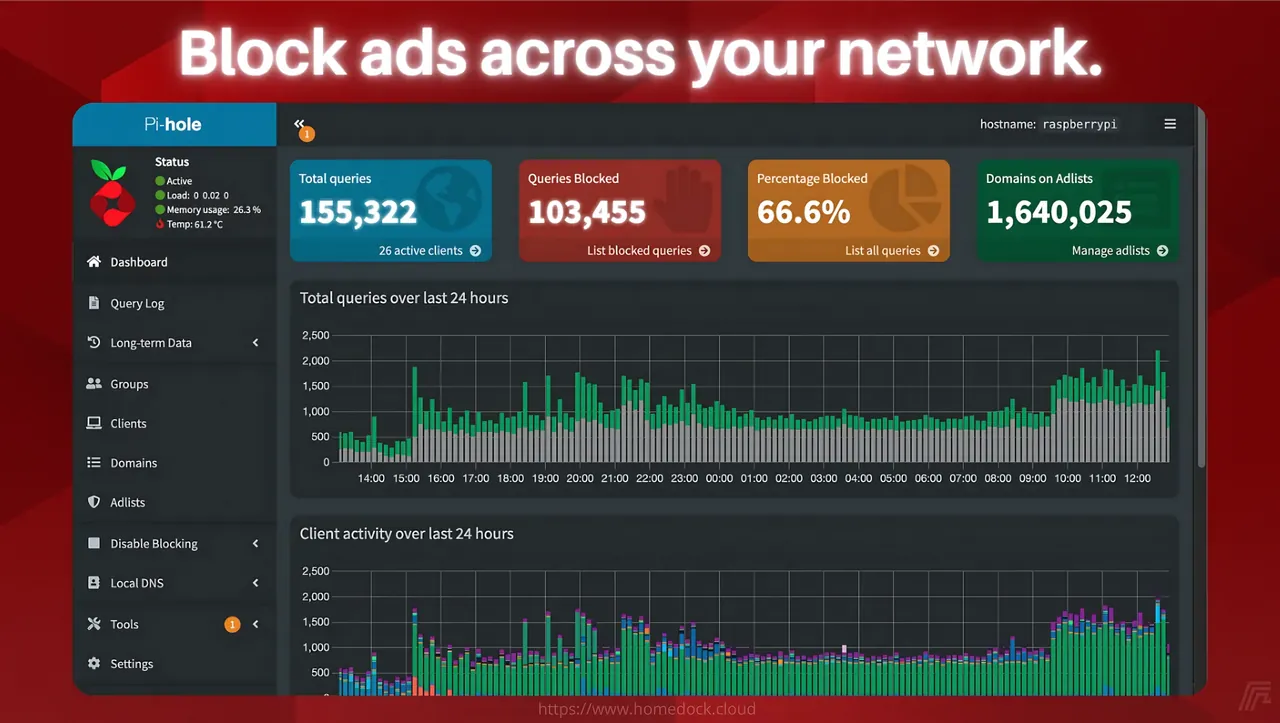 Block ads across your network.
Pi-hole
1
hostname: raspberrypi
Status
Active
Load: 0 0.02 0
Memory usage: 26.3 %
Temp: 61.2 °C
Dashboard
Query Log
Long-term Data
Groups
Clients
Domains
Adlists
Disable Blocking
Local DNS
Tools 1
Settings
Total queries
155,322
26 active clients
Queries Blocked
103,455
List blocked queries
Percentage Blocked
66.6%
List all queries
Domains on Adlists
1,640,025
Manage adlists
Total queries over last 24 hours
2,500
2,000
1,500
1,000
500
0
14:00 15:00 16:00 17:00 18:00 19:00 20:00 21:00 22:00 23:00 00:00 01:00 02:00 03:00 04:00 05:00 06:00 07:00 08:00 09:00 10:00 11:00 12:00
Client activity over last 24 hours
2,500
2,000
1,500
1,000
500
0
https://www.homedock.cloud